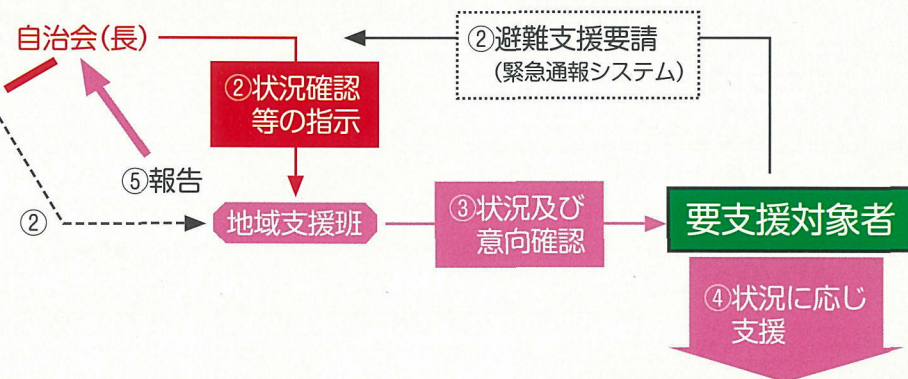 自治会(長)
②避難支援要請
(緊急通報システム)
②状況確認
等の指示
⑤報告
②
地域支援班
③状況及び
意向確認
要支援対象者
④状況に応じ
支援